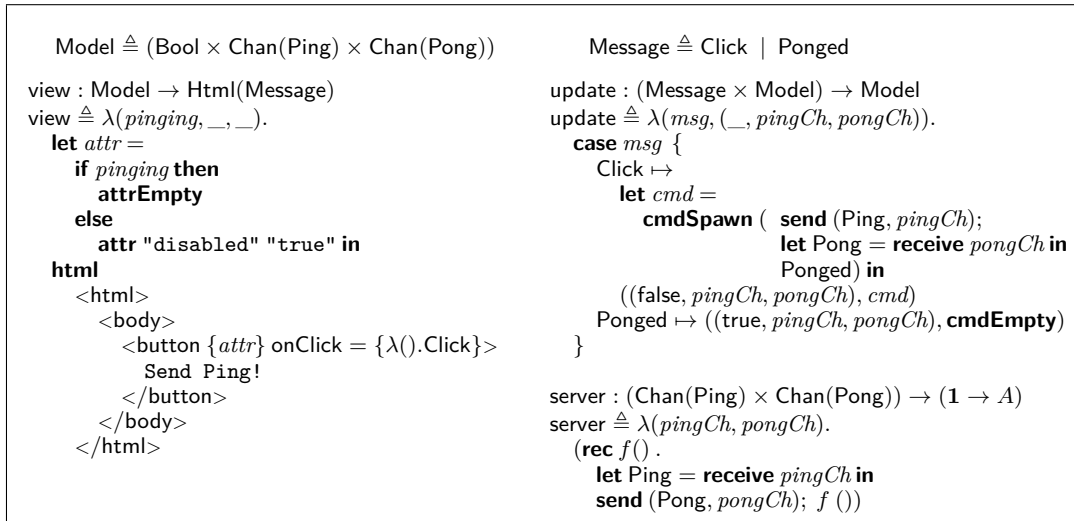 Model ≜ (Bool × Chan(Ping) × Chan(Pong))
view : Model → Html(Message)
view ≜ λ(pinging, __, __).
let attr =
if pinging then
attrEmpty
else
attr "disabled" "true" in
html
<html>
<body>
<button {attr} onClick = {λ().Click}>
Send Ping!
</button>
</body>
</html>
Message ≜ Click | Ponged
update : (Message × Model) → Model
update ≜ λ(msg, (__, pingCh, pongCh)).
case msg {
Click ↦
let cmd =
cmdSpawn ( send (Ping, pingCh);
let Pong = receive pongCh in
Ponged) in
((false, pingCh, pongCh), cmd)
Ponged ↦ ((true, pingCh, pongCh), cmdEmpty)
}
server : (Chan(Ping) × Chan(Pong)) → (1 → A)
server ≜ λ(pingCh, pongCh).
(rec f() .
let Ping = receive pingCh in
send (Pong, pongCh); f ())